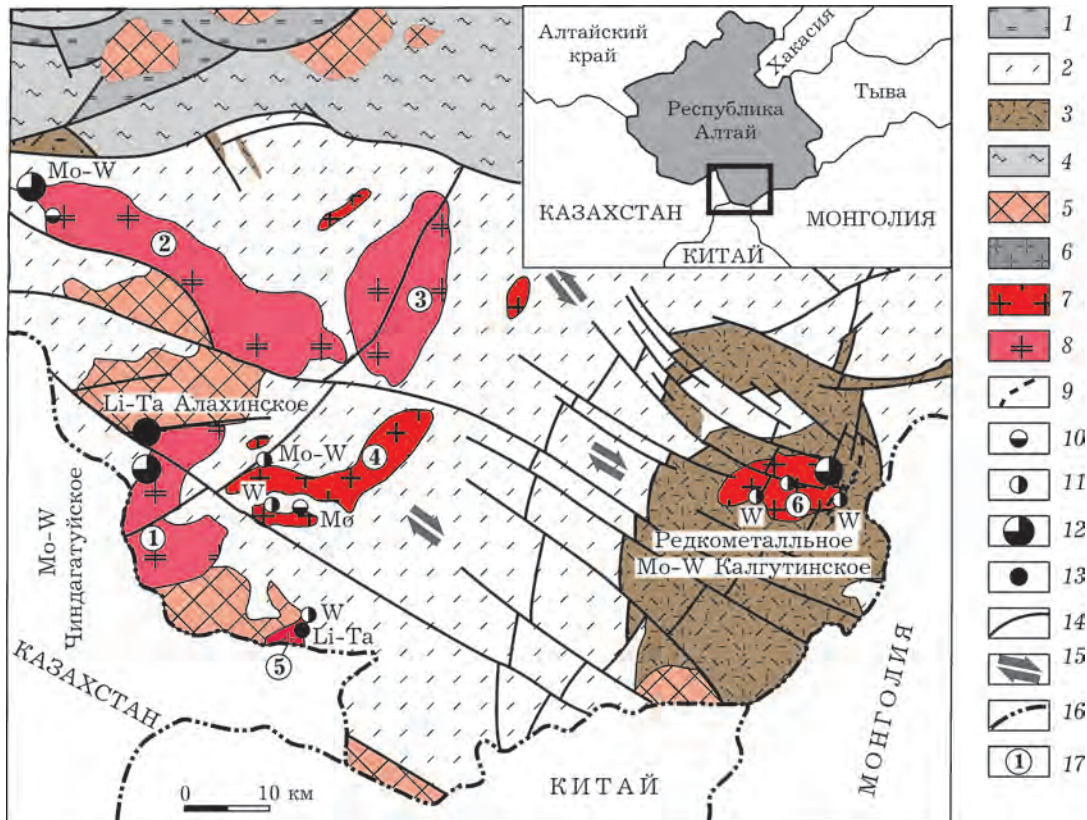 Алтайский
край
Хакасия
Тыва
Республика
Алтай
КАЗАХСТАН
МОНГОЛИЯ
КИТАЙ
Mo-W
2
3
Li-Ta Алахинское
Mo-W
4
W
Mo
1
Mo-W
Чиндагатуйское
W
Li-Ta
5
6
W
W
Редкометалльное
Mo-W Калгутинское
КАЗАХСТАН
КИТАЙ
МОНГОЛИЯ
0 10 км
1
2
3
4
5
6
7
8
9
10
11
12
13
14
15
16
1 17